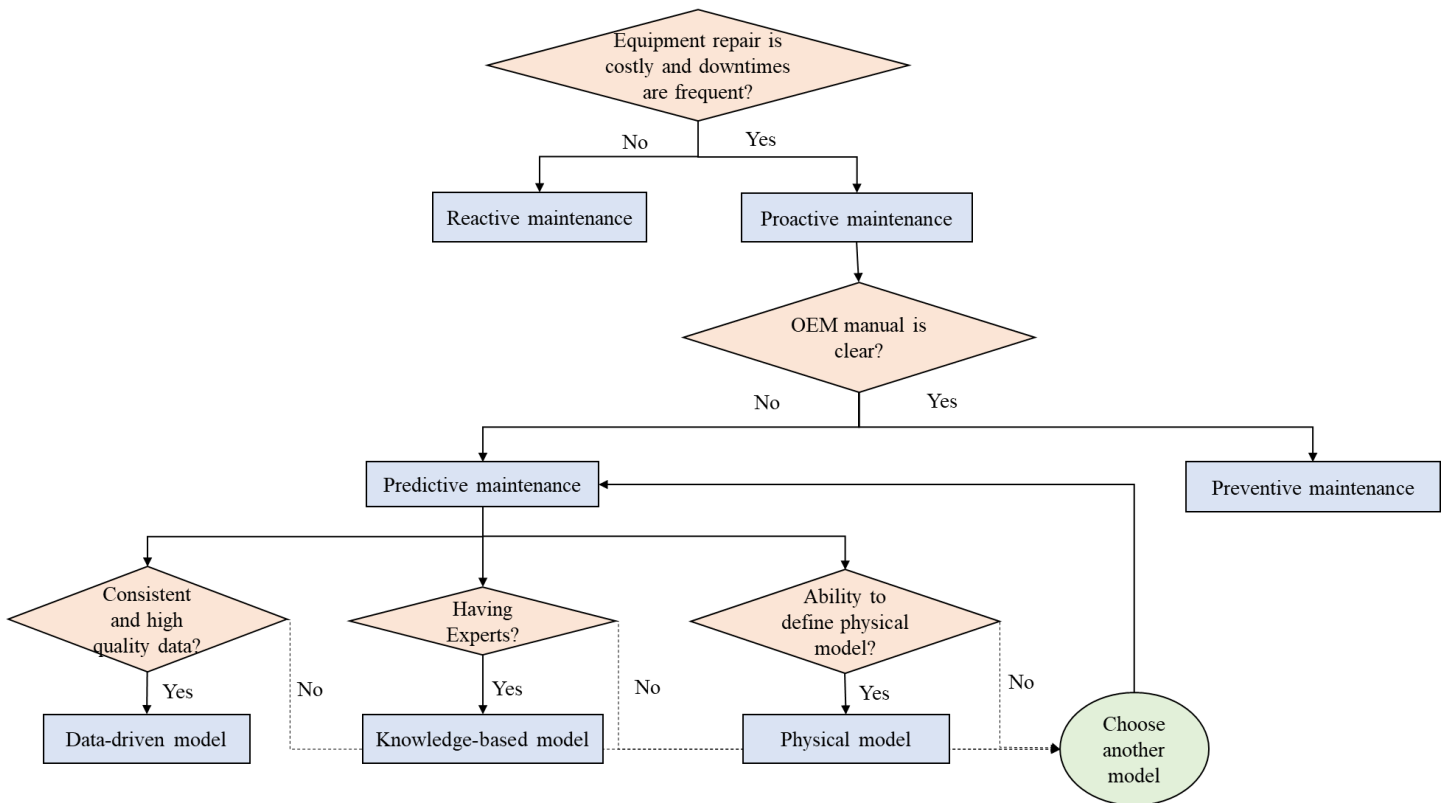 Equipment repair is
costly and downtimes
are frequent?
No
Yes
Reactive maintenance
Proactive maintenance
OEM manual is
clear?
No
Yes
Predictive maintenance
Preventive maintenance
Consistent
and high
quality data?
Having
Experts?
Ability to
define physical
model?
Yes
No
Yes
No
Yes
No
Data-driven model
Knowledge-based model
Physical model
Choose
another
model